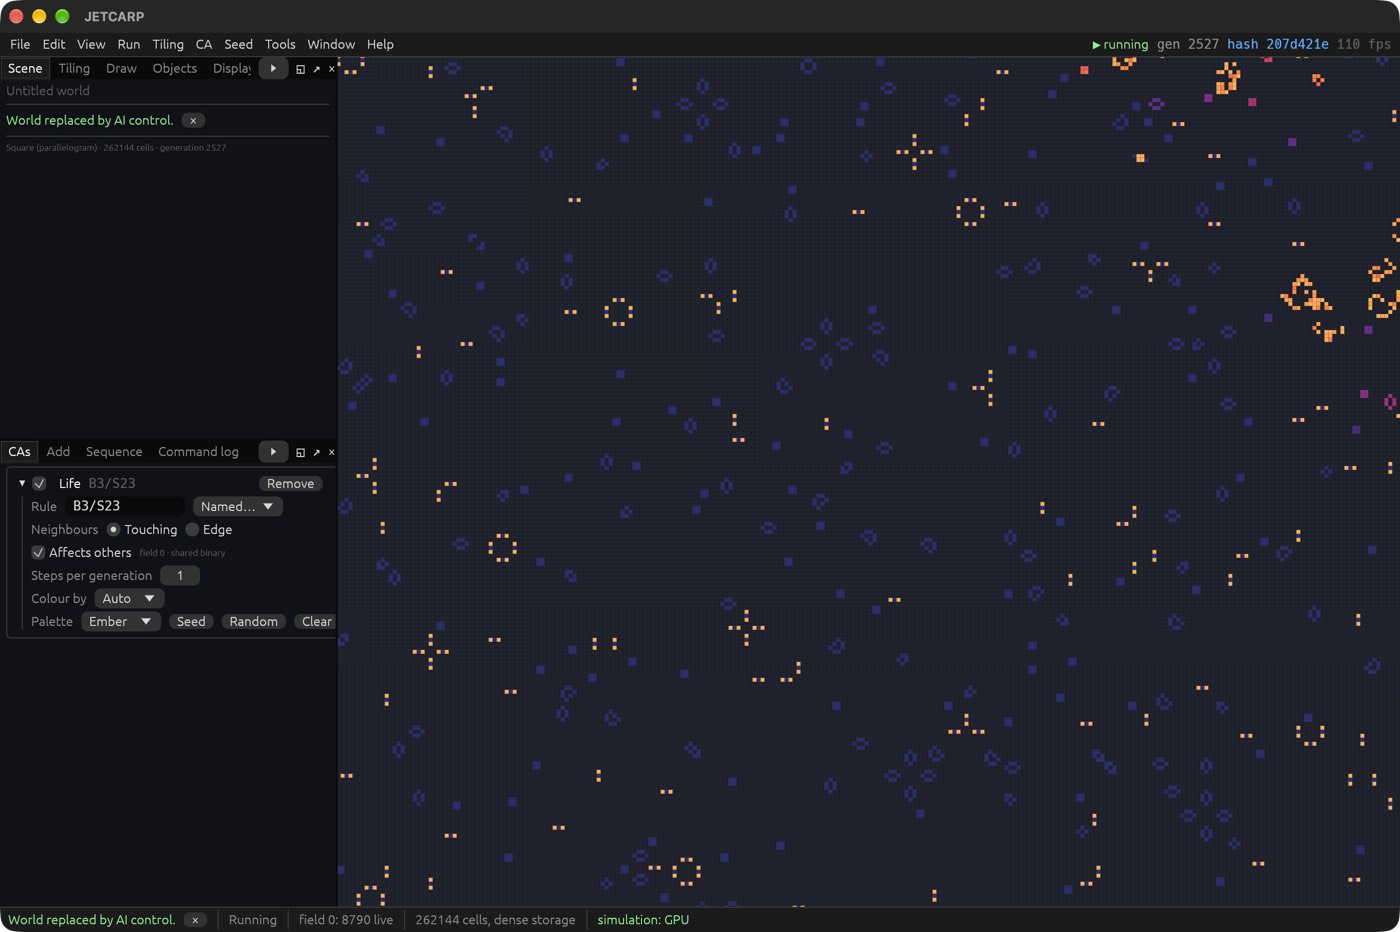 JETCARP
File Edit View Run Tiling CA Seed Tools Window Help
running gen 2527 hash 207d421e 110 fps
Scene Tiling Draw Objects Display
Untitled world
World replaced by AI control. ×
Square (parallelogram) · 262144 cells · generation 2527
CAs Add Sequence Command log
Life B3/S23 Remove
Rule B3/S23 Named...
Neighbours Touching Edge
Affects others field 0 · shared binary
Steps per generation 1
Colour by Auto
Palette Ember Seed Random Clear
World replaced by AI control. × Running field 0: 8790 live 262144 cells, dense storage simulation: GPU